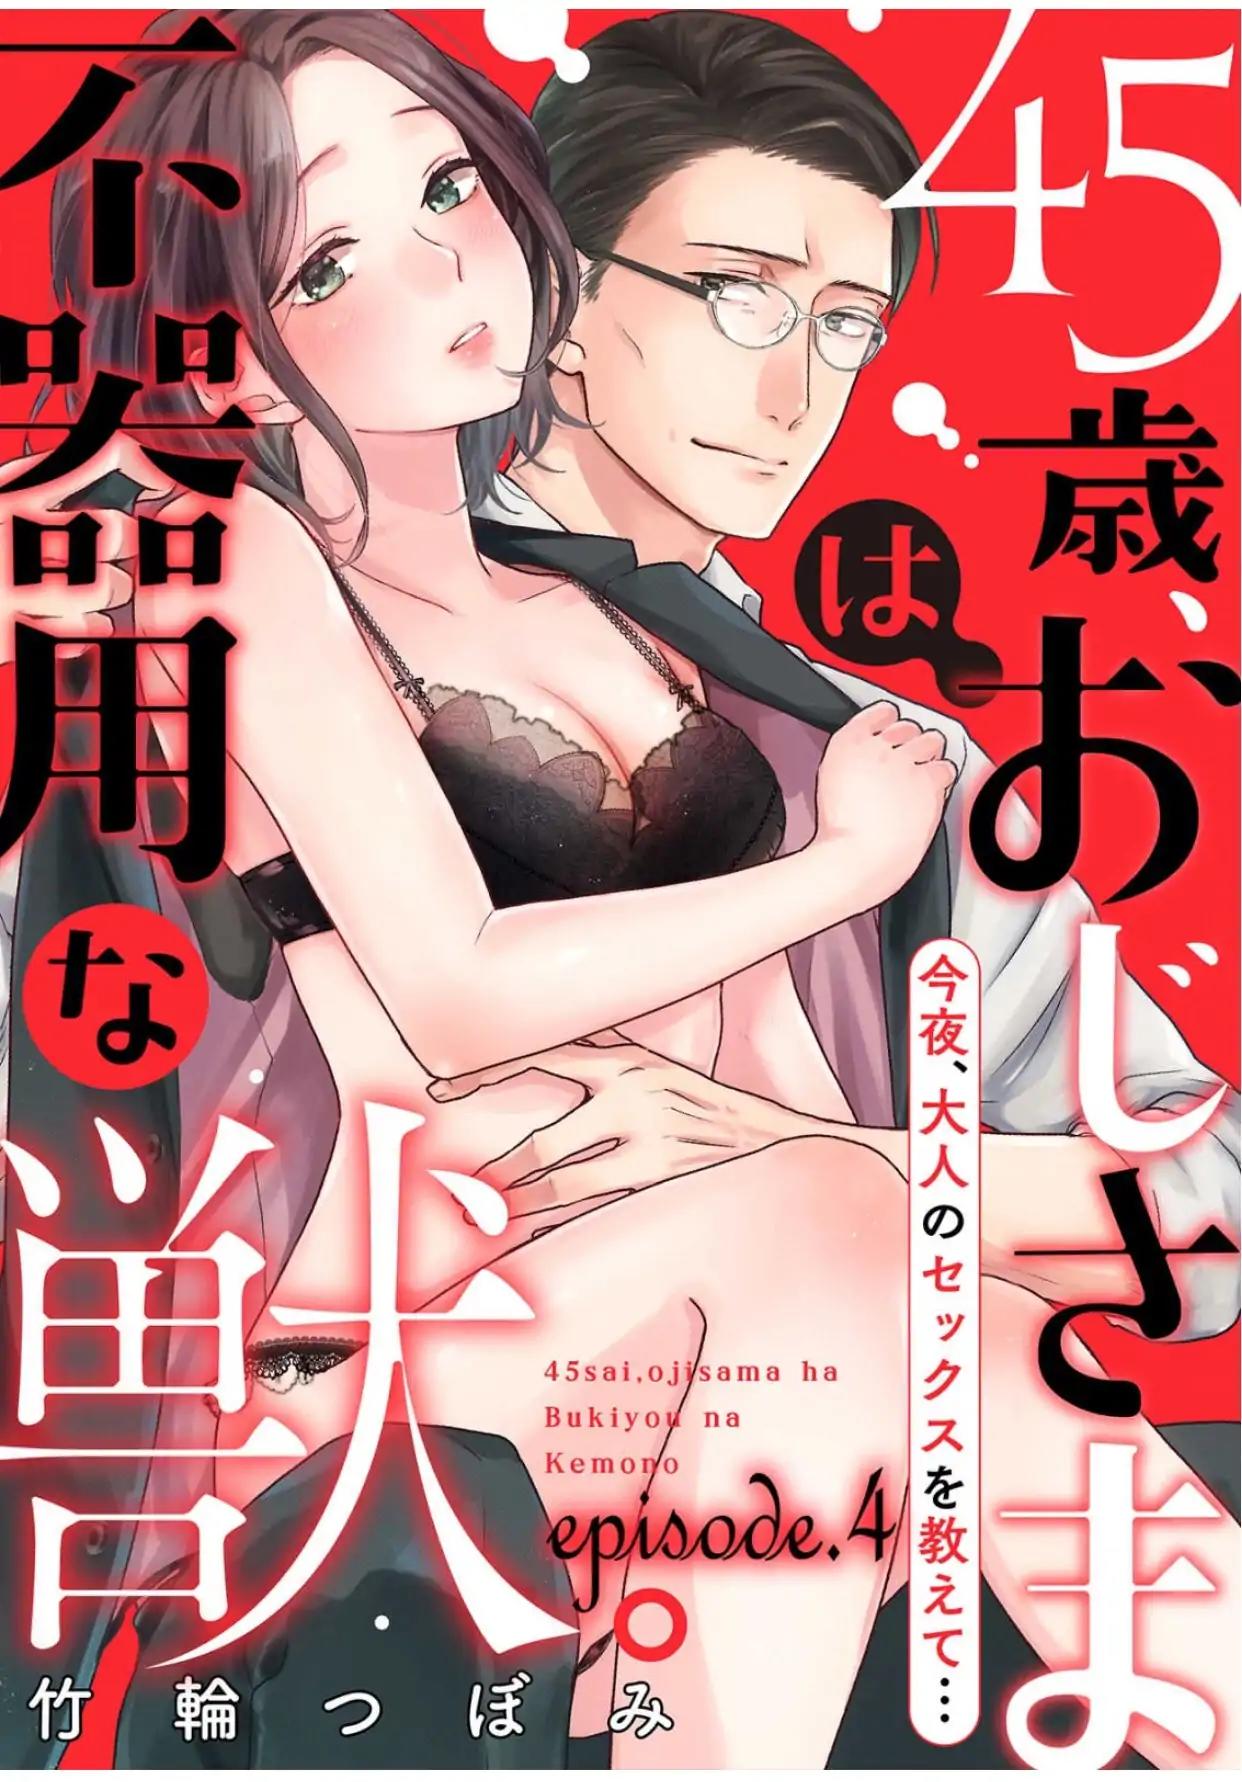 45歳、おじさま
は
不器用な
獣。
今夜、大人のセックスを教えて…
45sai,ojisama ha
Bukiyou na
Kemono
episode.4
竹輪つぼみ